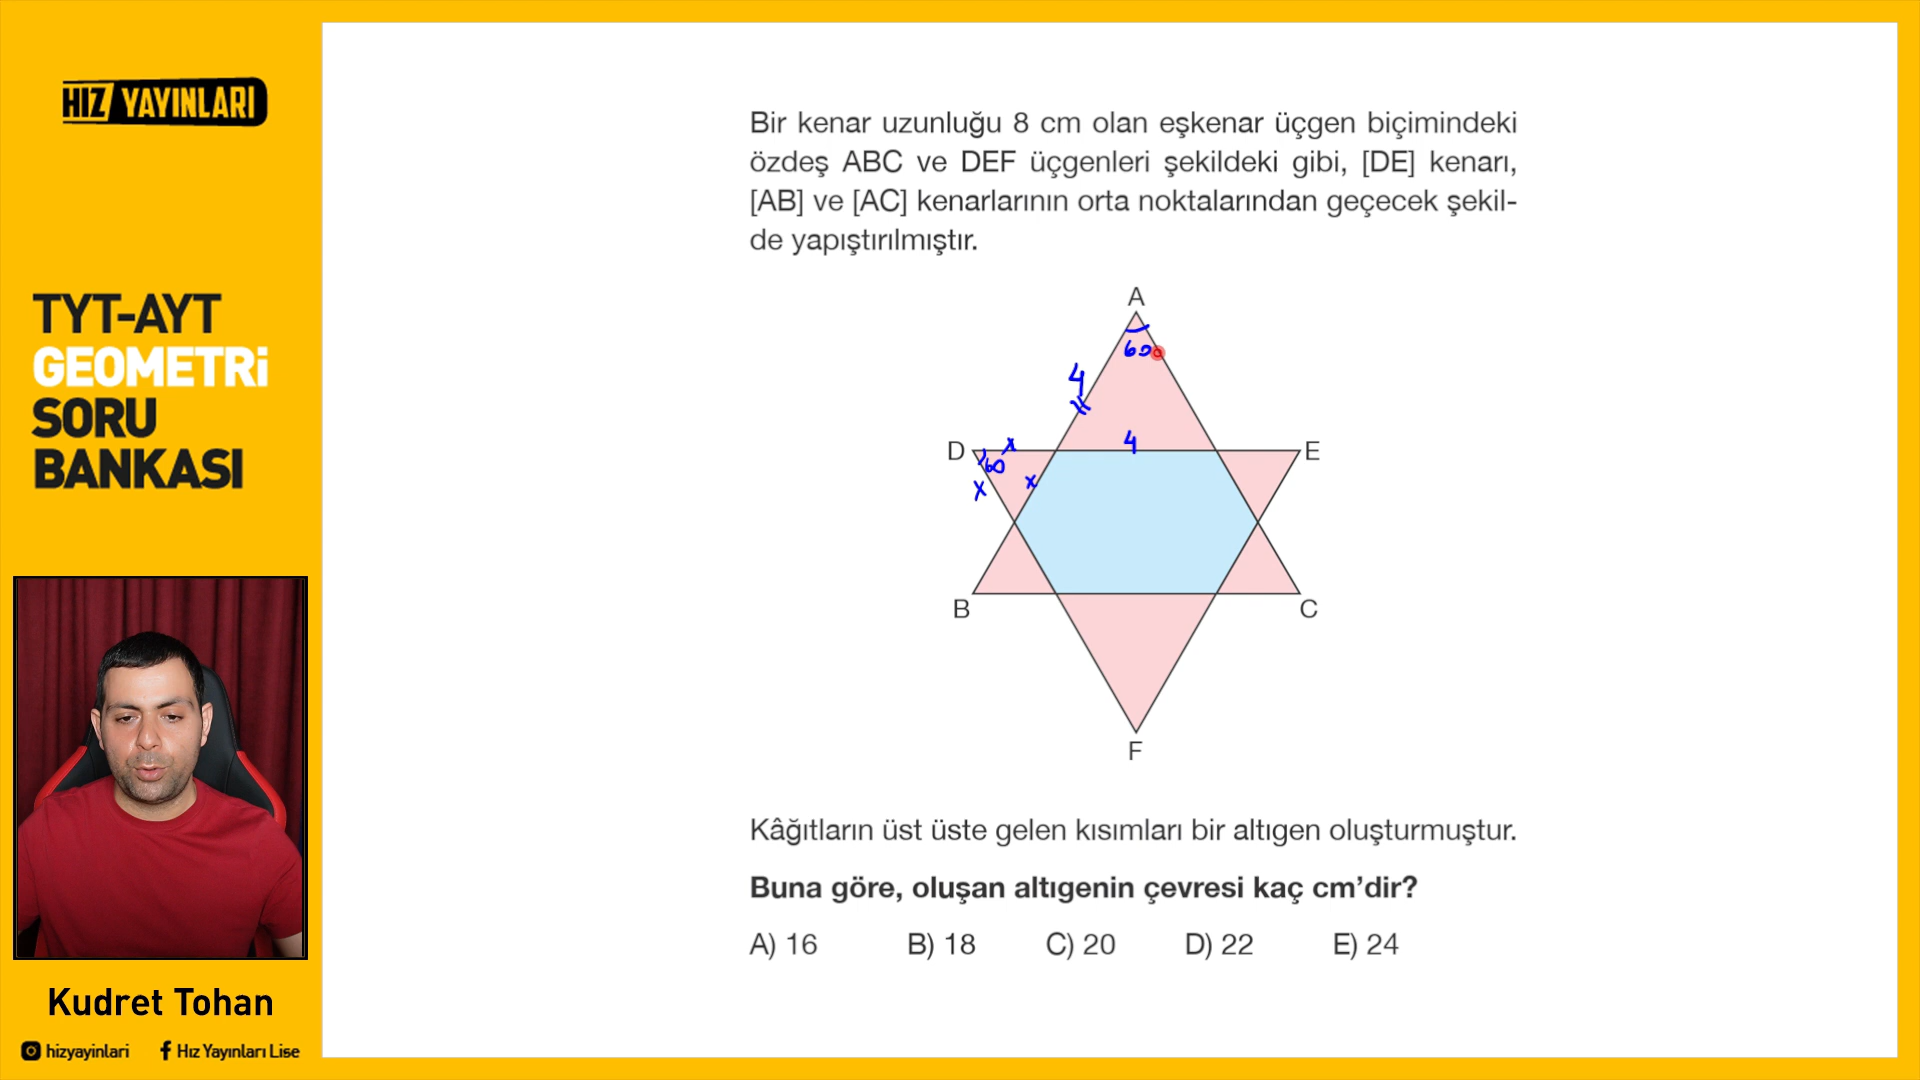 HIZ YAYINLARI
TYT-AYT
GEOMETRİ
SORU
BANKASI
Kudret Tohan
hizyayinlari
Hız Yayınları Lise
Bir kenar uzunluğu 8 cm olan eşkenar üçgen biçimindeki
özdeş ABC ve DEF üçgenleri şekildeki gibi, [DE] kenarı,
[AB] ve [AC] kenarlarının orta noktalarından geçecek şekil-
de yapıştırılmıştır.
A
60
4
D
x
4
E
60
x
x
B
C
F
Kâğıtların üst üste gelen kısımları bir altıgen oluşturmuştur.
Buna göre, oluşan altıgenin çevresi kaç cm'dir?
A) 16 B) 18 C) 20 D) 22 E) 24